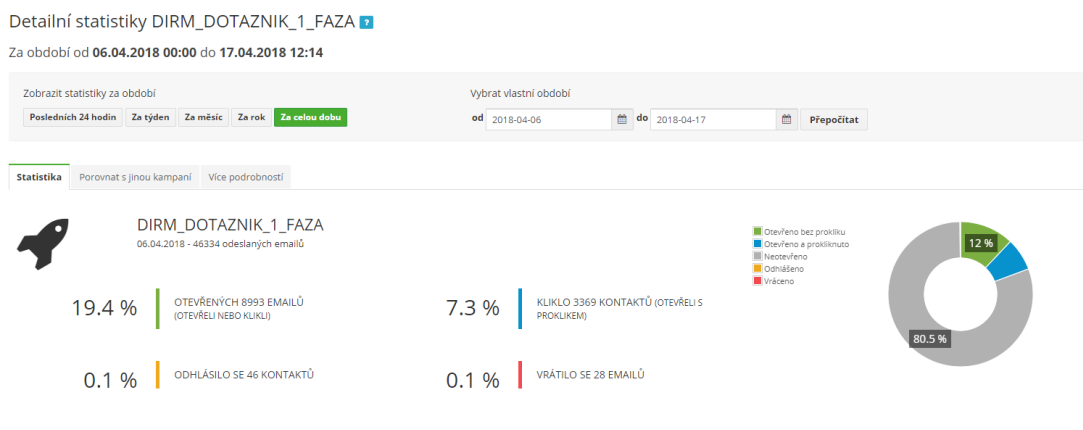 Detailní statistiky DIRM_DOTAZNIK_1_FAZA ?
Za období od 06.04.2018 00:00 do 17.04.2018 12:14
Zobrazit statistiky za období
Posledních 24 hodin Za týden Za měsíc Za rok Za celou dobu
Vybrat vlastní období
od 2018-04-06 do 2018-04-17 Přepočítat
Statistika Porovnat s jinou kampaní Více podrobností
DIRM_DOTAZNIK_1_FAZA
06.04.2018 - 46334 odeslaných emailů
19.4 %
OTEVŘENÝCH 8993 EMAILŮ
(OTEVŘELI NEBO KLIKLI)
7.3 %
KLIKLO 3369 KONTAKTŮ (OTEVŘELI S
PROKLIKEM)
0.1 %
ODHLÁSILO SE 46 KONTAKTŮ
0.1 %
VRÁTILO SE 28 EMAILŮ
Otevřeno bez prokliku
Otevřeno a prokliknuto
Neotevřeno
Odhlášeno
Vráceno
12 %
80.5 %